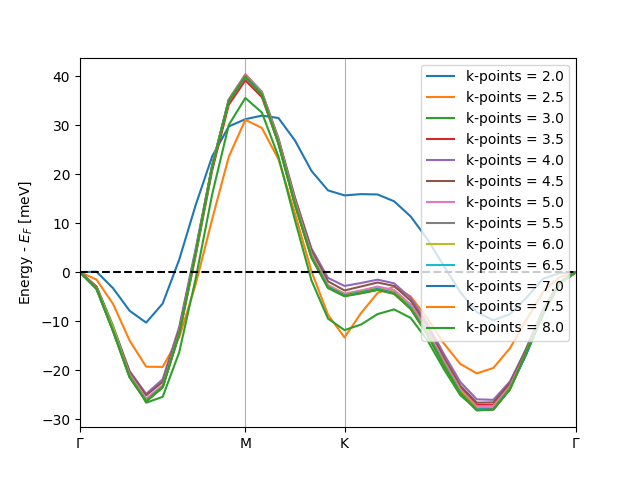 40
30
20
10
0
−10
−20
−30
Energy - E_F [meV]
Γ
M
K
Γ
k-points = 2.0
k-points = 2.5
k-points = 3.0
k-points = 3.5
k-points = 4.0
k-points = 4.5
k-points = 5.0
k-points = 5.5
k-points = 6.0
k-points = 6.5
k-points = 7.0
k-points = 7.5
k-points = 8.0